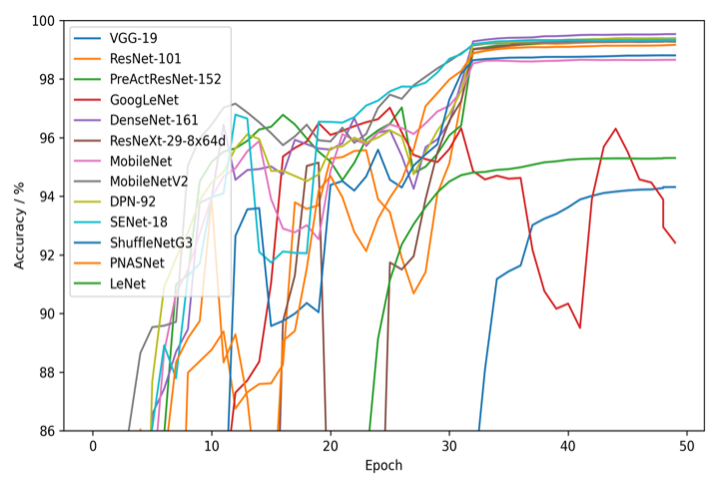 100
98
96
94
92
90
88
86
Accuracy / %
VGG-19
ResNet-101
PreActResNet-152
GoogLeNet
DenseNet-161
ResNeXt-29-8x64d
MobileNet
MobileNetV2
DPN-92
SENet-18
ShuffleNetG3
PNASNet
LeNet
0 10 20 30 40 50
Epoch